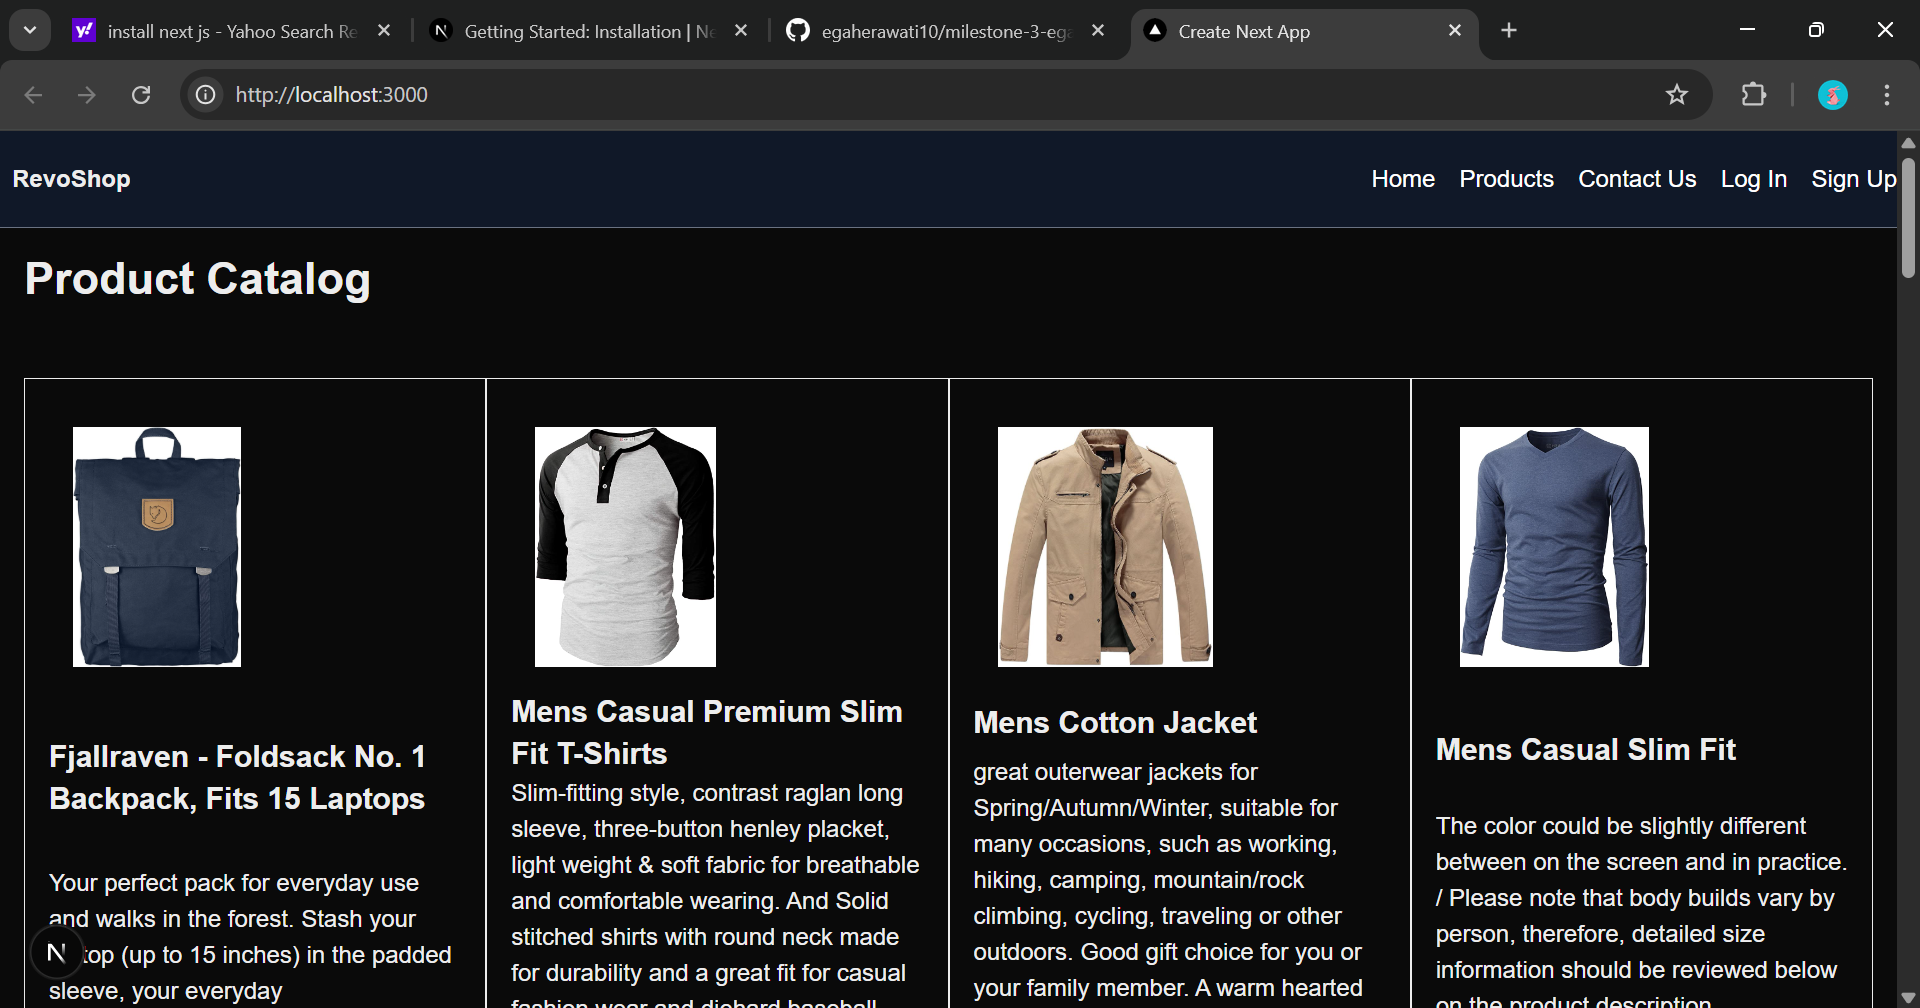 install next js - Yahoo Search Re
Getting Started: Installation | Ne
egaherawati10/milestone-3-ega
Create Next App
http://localhost:3000
RevoShop
Home Products Contact Us Log In Sign Up
Product Catalog
Fjallraven - Foldsack No. 1
Backpack, Fits 15 Laptops
Your perfect pack for everyday use
and walks in the forest. Stash your
top (up to 15 inches) in the padded
sleeve, your everyday
N
Mens Casual Premium Slim
Fit T-Shirts
Slim-fitting style, contrast raglan long
sleeve, three-button henley placket,
light weight & soft fabric for breathable
and comfortable wearing. And Solid
stitched shirts with round neck made
for durability and a great fit for casual
fashion wear and diehard baseball
Mens Cotton Jacket
great outerwear jackets for
Spring/Autumn/Winter, suitable for
many occasions, such as working,
hiking, camping, mountain/rock
climbing, cycling, traveling or other
outdoors. Good gift choice for you or
your family member. A warm hearted
Mens Casual Slim Fit
The color could be slightly different
between on the screen and in practice.
/ Please note that body builds vary by
person, therefore, detailed size
information should be reviewed below
on the product description.